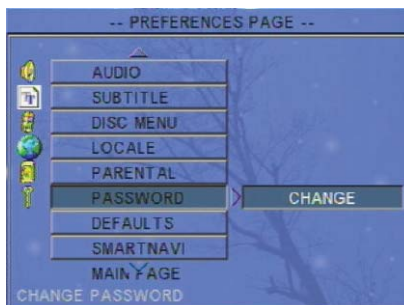 -- PREFERENCES PAGE --
AUDIO
SUBTITLE
DISC MENU
LOCALE
PARENTAL
PASSWORD
CHANGE
DEFAULTS
SMARTNAVI
MAIN PAGE
CHANGE PASSWORD